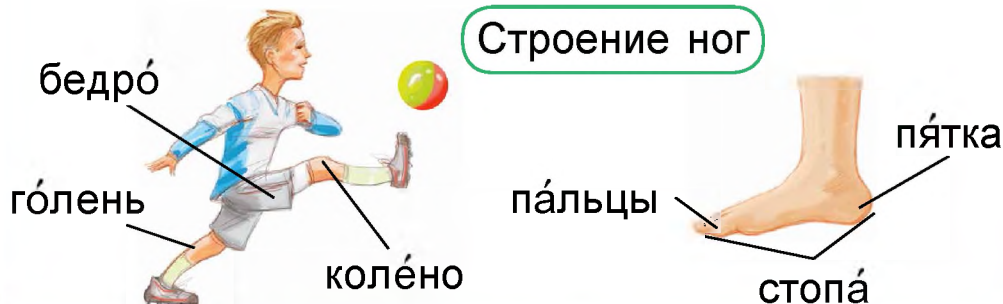 Строение ног
бедро́
го́лень
коле́но
па́льцы
пя́тка
стопа́